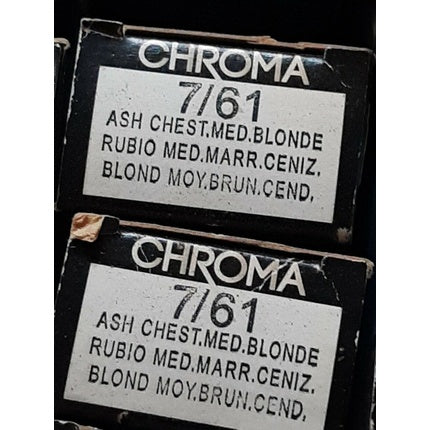 CHROMA
7/61
ASH CHEST.MED.BLONDE
RUBIO MED.MARR.CENIZ.
BLOND MOY.BRUN.CEND.
CHROMA
7/61
ASH CHEST.MED.BLONDE
RUBIO MED.MARR.CENIZ.
BLOND MOY.BRUN.CEND.